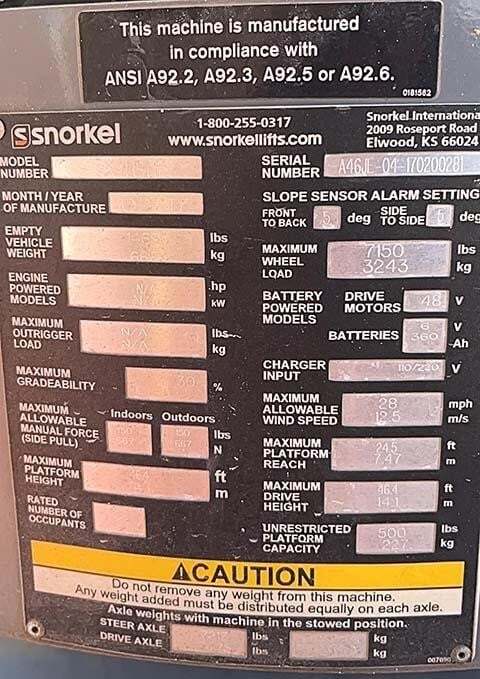 This machine is manufactured
in compliance with
ANSI A92.2, A92.3, A92.5 or A92.6.
0181582
snorkel
1-800-255-0317
www.snorkellifts.com
Snorkel Internationa
2009 Roseport Road
Elwood, KS 66024
MODEL
NUMBER
SERIAL
NUMBER A46JE-04-170200281
MONTH / YEAR
OF MANUFACTURE
SLOPE SENSOR ALARM SETTING
FRONT
TO BACK 5 deg SIDE
TO SIDE 5 deg
EMPTY
VEHICLE
WEIGHT
lbs
kg
MAXIMUM
WHEEL
LOAD
7150 lbs
3243 kg
ENGINE
POWERED
MODELS
N/A hp
N/A kW
BATTERY
POWERED
MODELS
DRIVE
MOTORS 48 V
BATTERIES
6 V
360 Ah
MAXIMUM
OUTRIGGER
LOAD
N/A lbs
N/A kg
CHARGER
INPUT 110/220 V
MAXIMUM
GRADEABILITY 30 %
MAXIMUM
ALLOWABLE
WIND SPEED
28 mph
12.5 m/s
MAXIMUM
ALLOWABLE
MANUAL FORCE
(SIDE PULL)
Indoors Outdoors
150 150 lbs
667 667 N
MAXIMUM
PLATFORM
REACH
24.5 ft
7.47 m
MAXIMUM
PLATFORM
HEIGHT
ft
m
MAXIMUM
DRIVE
HEIGHT
46.4 ft
14.1 m
RATED
NUMBER OF
OCCUPANTS
UNRESTRICTED
PLATFORM
CAPACITY
500 lbs
227 kg
CAUTION
Do not remove any weight from this machine.
Any weight added must be distributed equally on each axle.
Axle weights with machine in the stowed position.
STEER AXLE lbs kg
DRIVE AXLE lbs kg